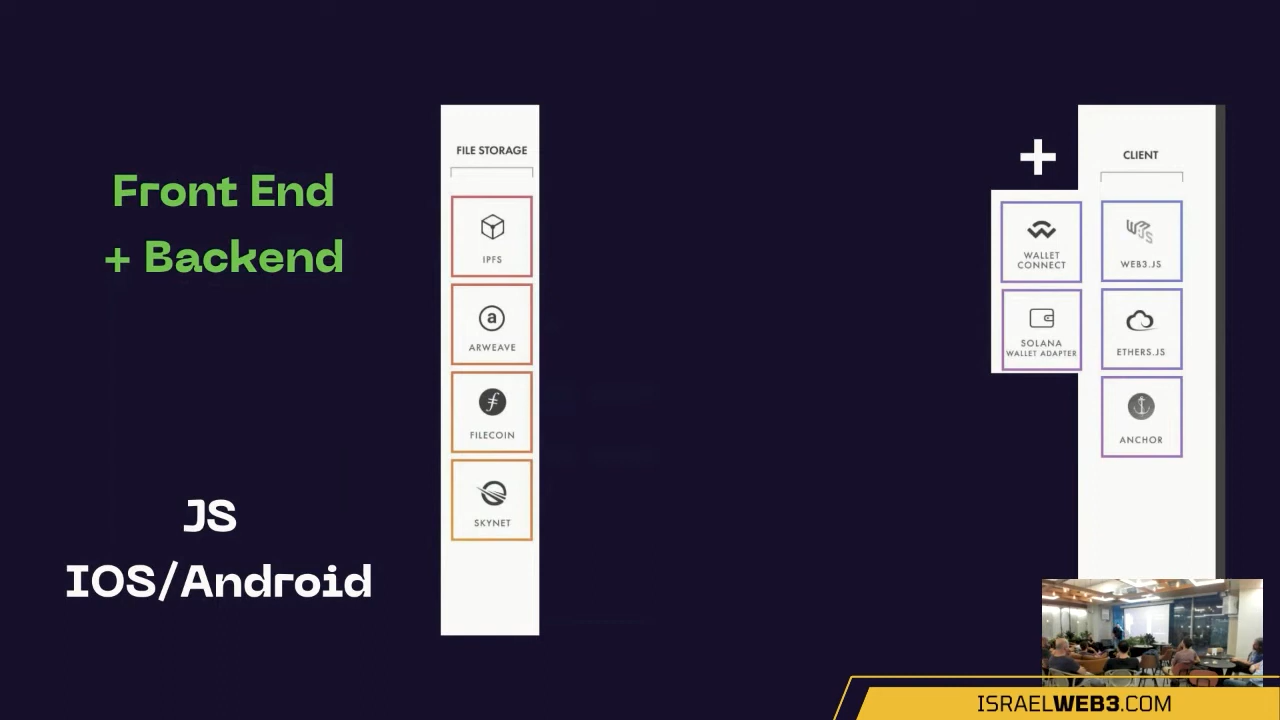 Front End
+ Backend
JS
IOS/Android
FILE STORAGE
IPFS
ARWEAVE
FILECOIN
SKYNET
+
WALLET
CONNECT
SOLANA
WALLET ADAPTER
CLIENT
WEB3.JS
ETHERS.JS
ANCHOR
ISRAELWEB3.COM